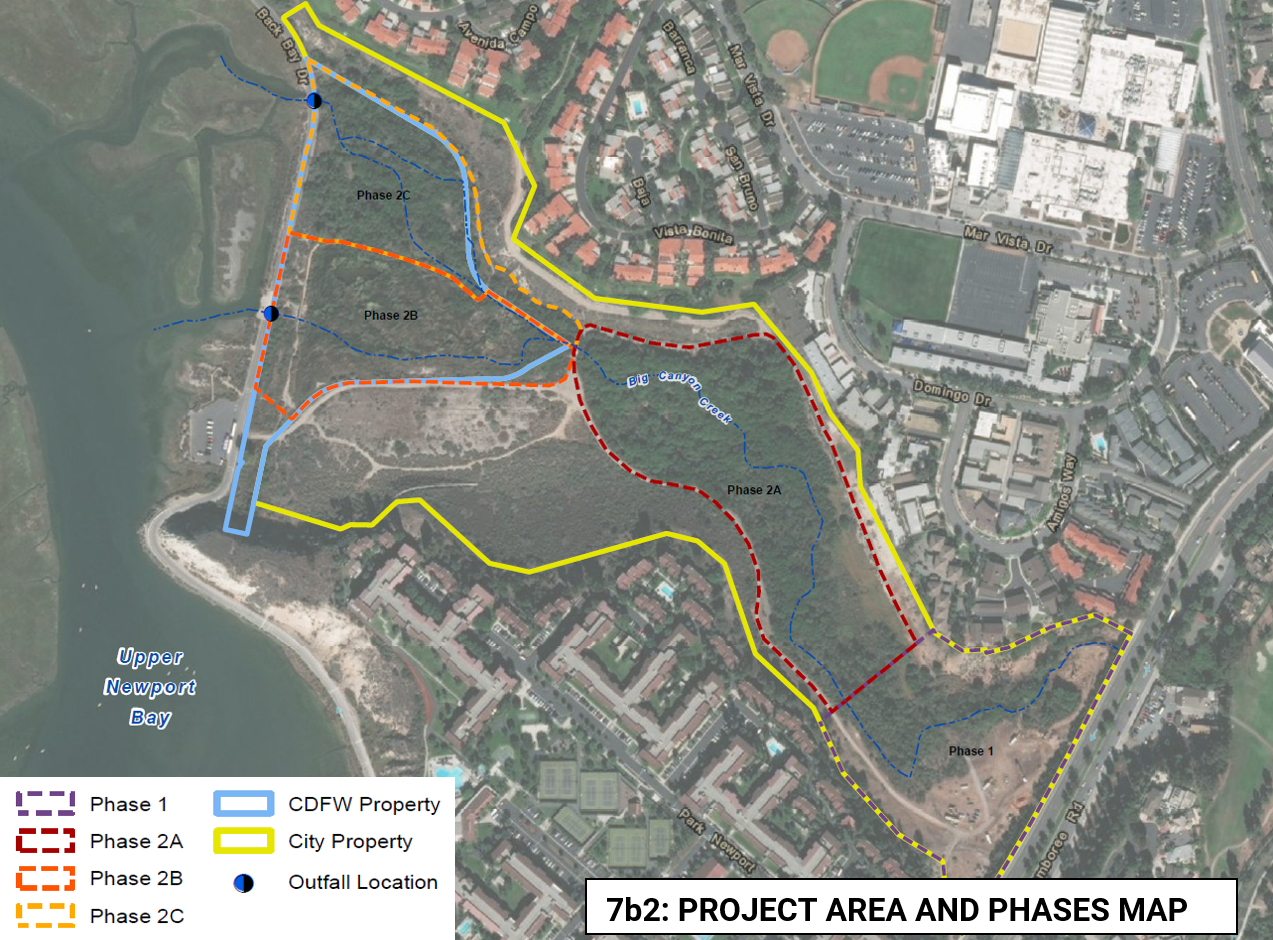 Back Bay Dr
Avenida Campo
Barranca
Mar Vista Dr
San Bruno
Baja
Vista Bonita
Mar Vista Dr
Phase 2C
Phase 2B
Big Canyon
Creek
Domingo Dr
Amigos Way
Phase 2A
Upper
Newport
Bay
Phase 1
Park Newport
mboree Rd
Phase 1
Phase 2A
Phase 2B
Phase 2C
CDFW Property
City Property
Outfall Location
7b2: PROJECT AREA AND PHASES MAP